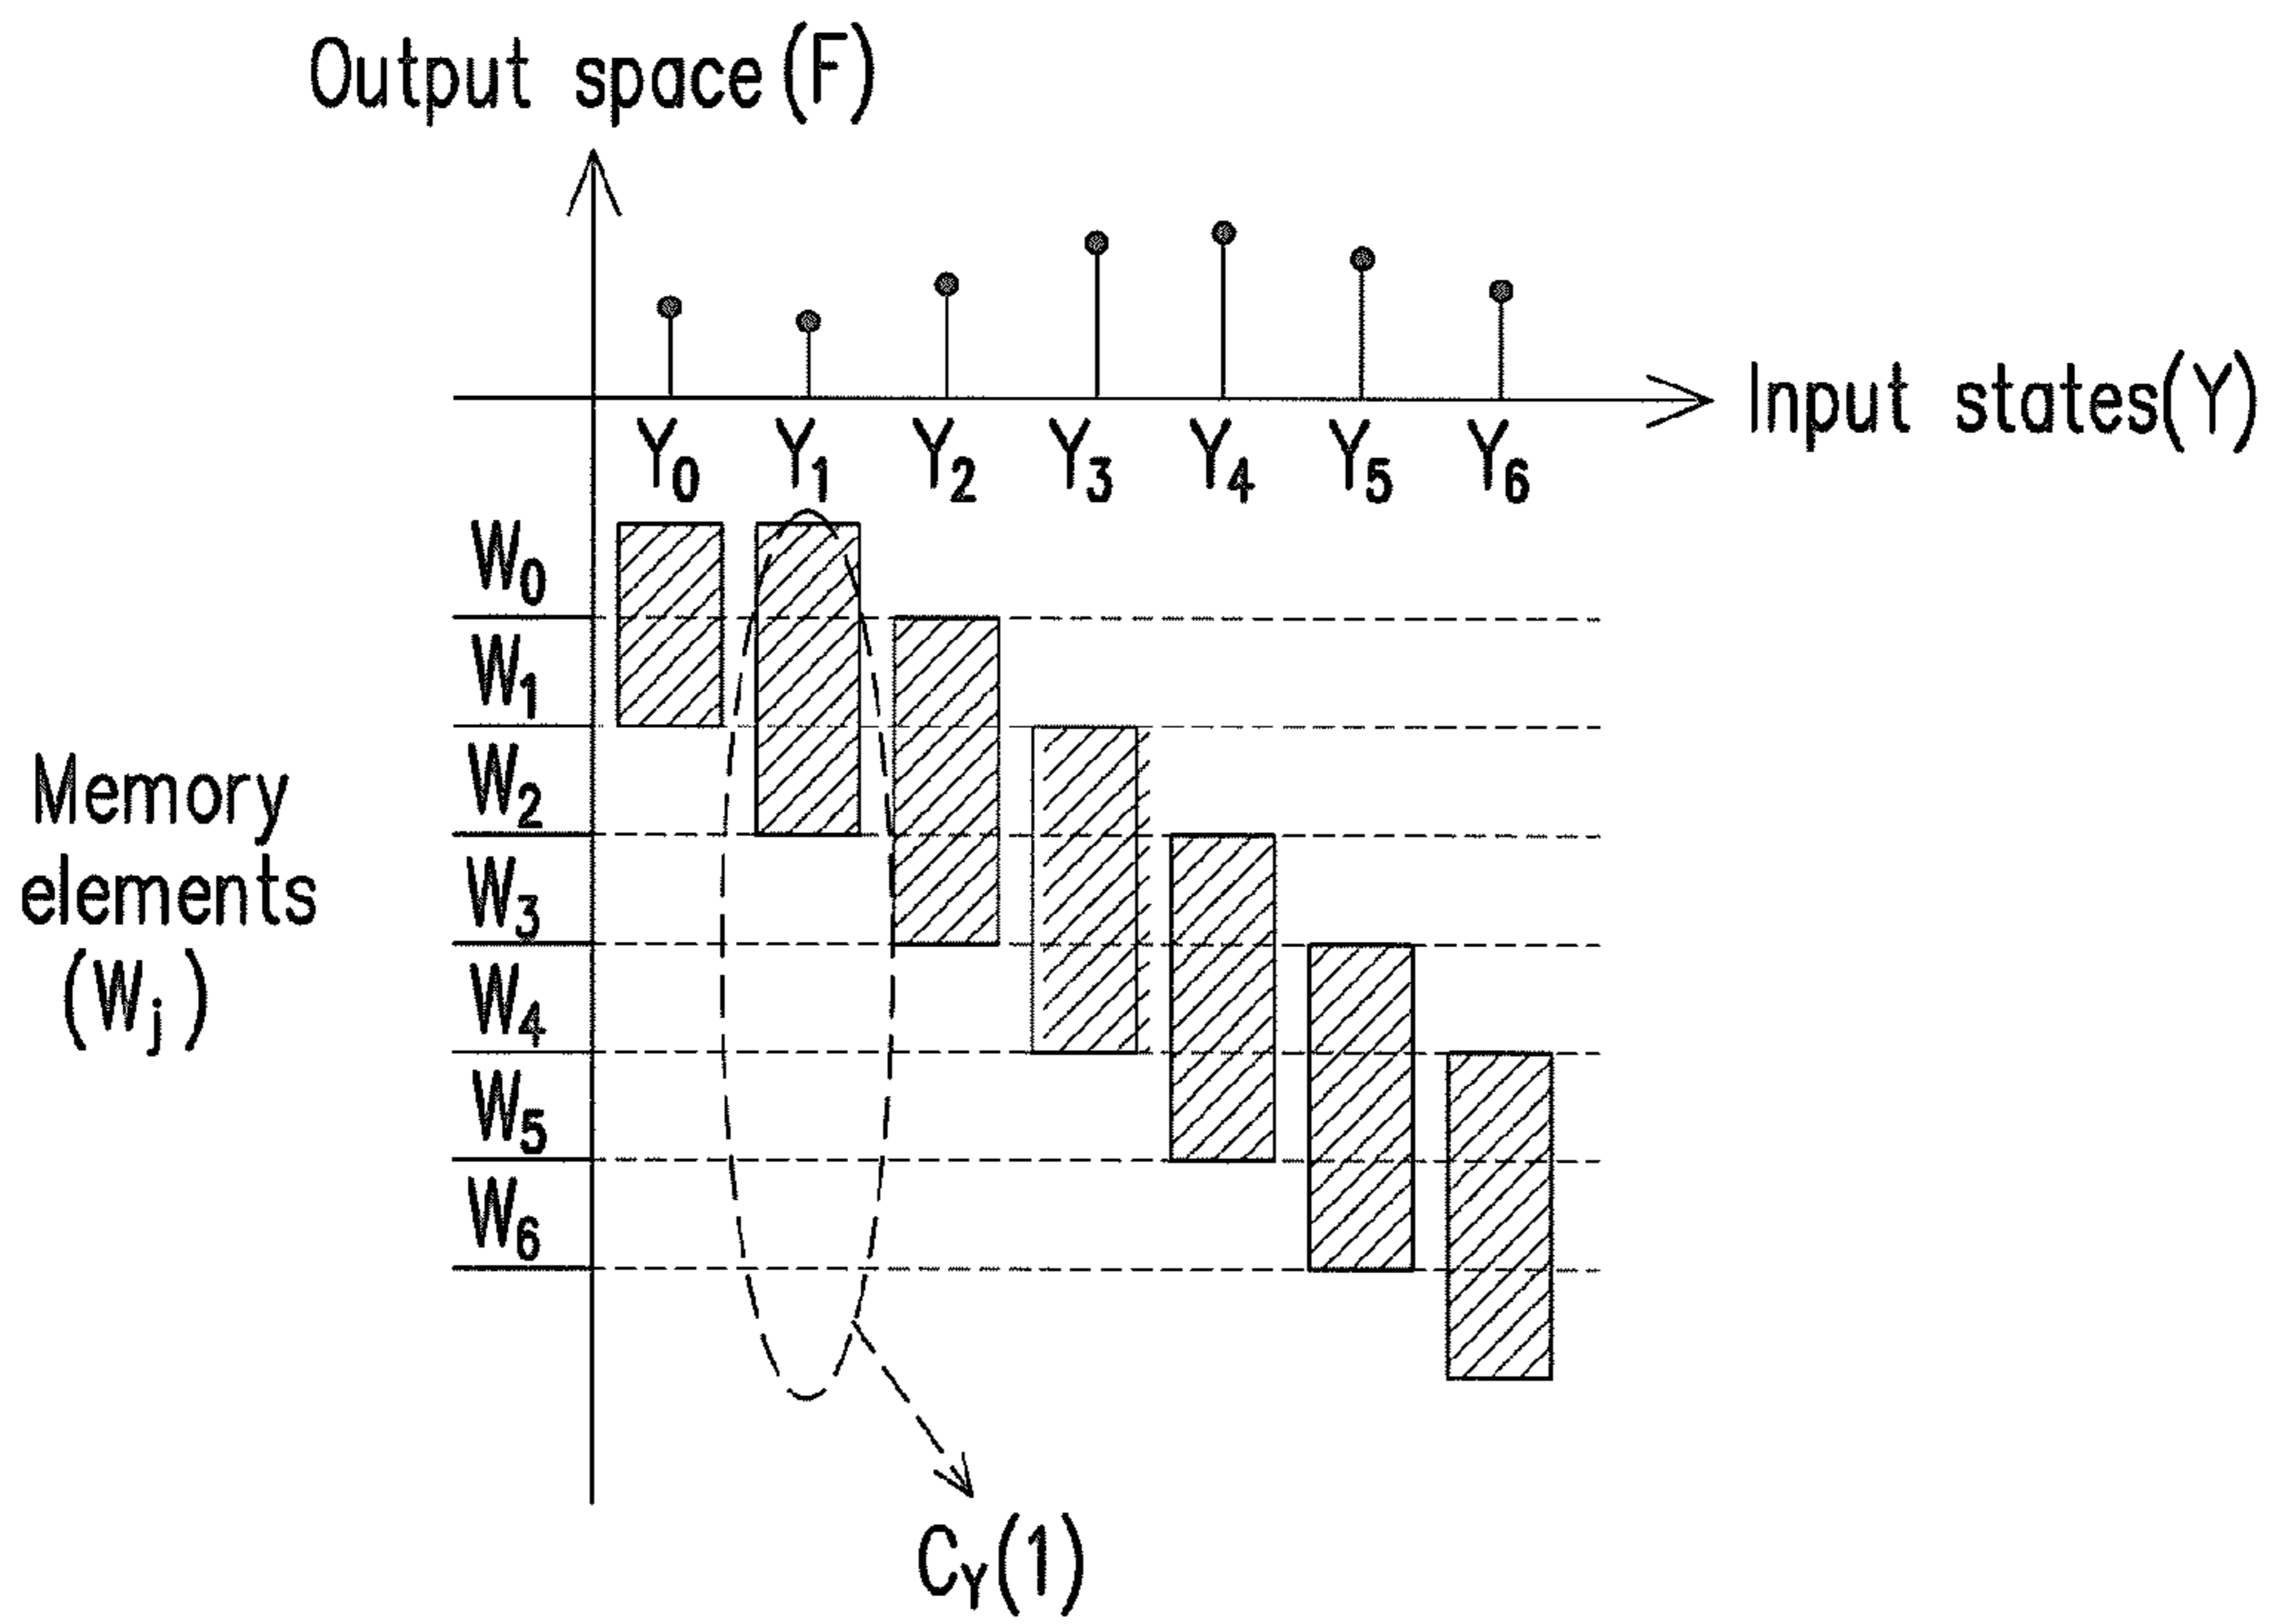 Output space(F)
Input states(Y)
Y0 Y1 Y2 Y3 Y4 Y5 Y6
W0
W1
W2
W3
W4
W5
W6
Memory
elements
(Wj)
CY(1)